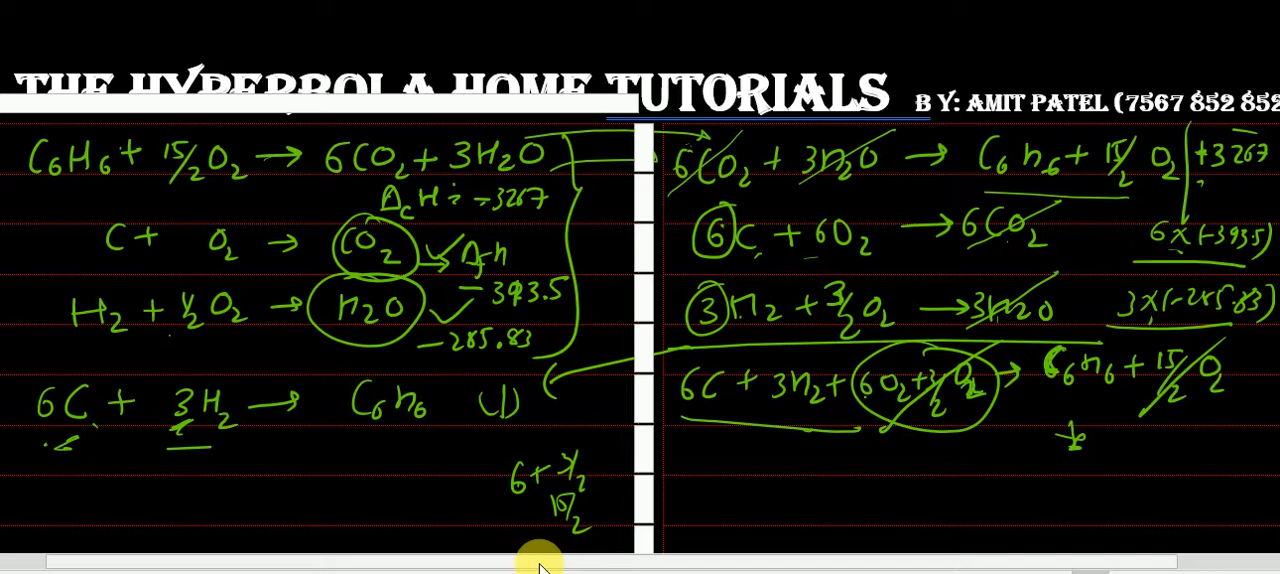 THE HYPERBOLA HOME TUTORIALS BY: AMIT PATEL (7567 852 852
C6H6 + 15/2 O2 → 6CO2 + 3H2O
ΔcH = -3267
C + O2 → CO2 ΔfH
-393.5
H2 + 1/2 O2 → H2O
-285.83
6C + 3H2 → C6H6 (l)
6 + 3/2
15/2
6CO2 + 3H2O → C6H6 + 15/2 O2 +3267
6C + 6O2 → 6CO2 6x(-393.5)
3H2 + 3/2 O2 → 3H2O 3x(-285.83)
6C + 3H2 + 6O2 + 3/2 O2 → C6H6 + 15/2 O2